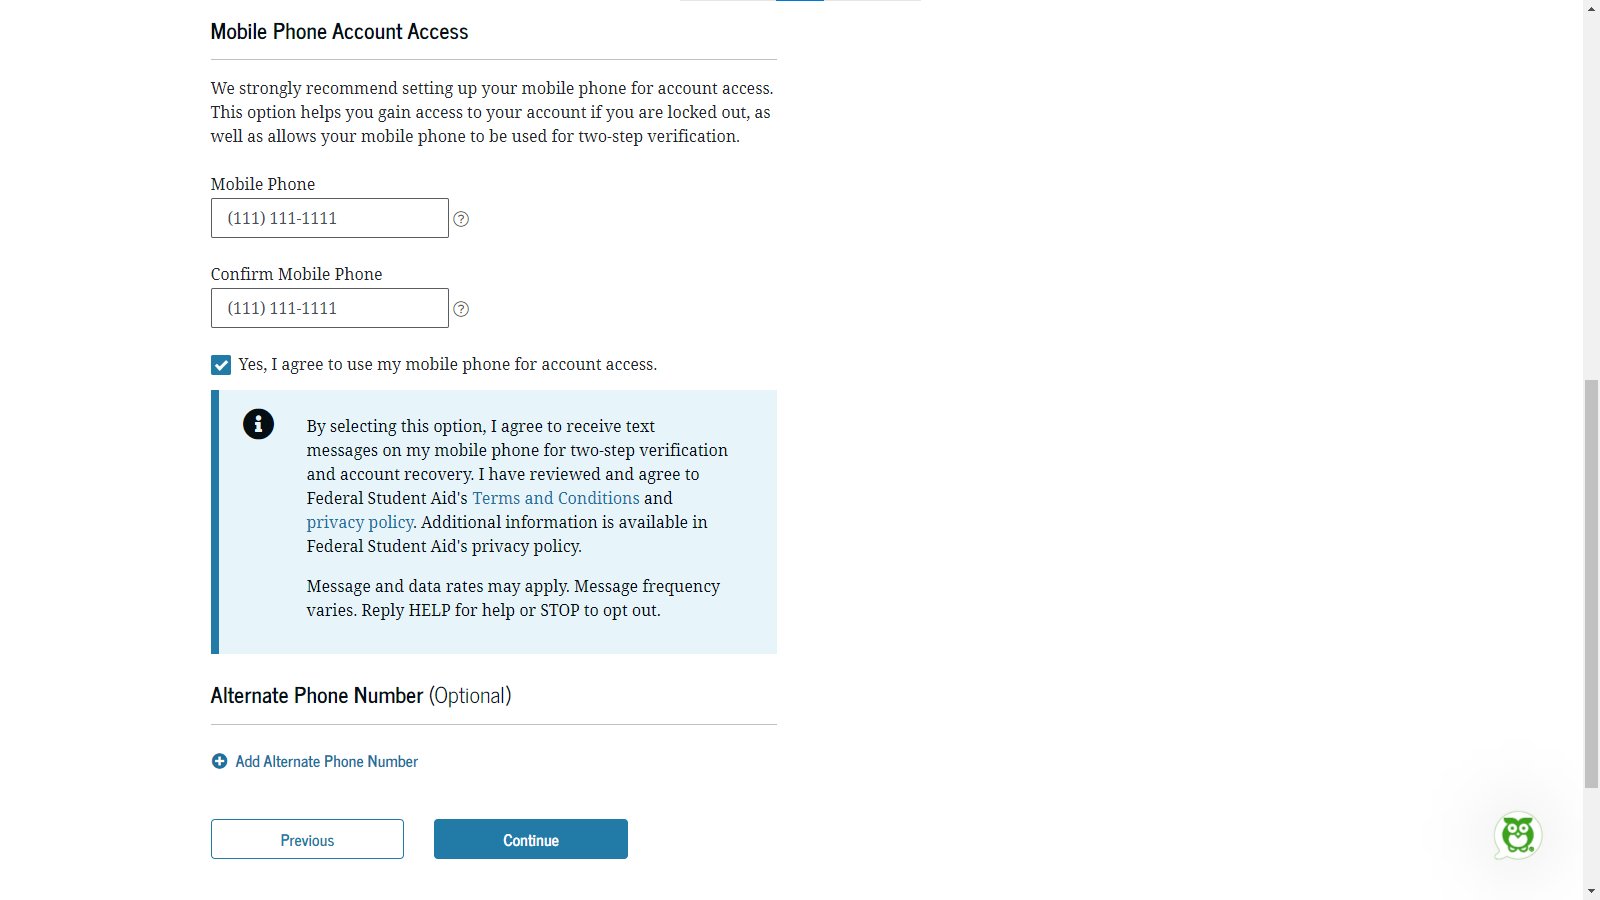 Mobile Phone Account Access
We strongly recommend setting up your mobile phone for account access.
This option helps you gain access to your account if you are locked out, as
well as allows your mobile phone to be used for two-step verification.
Mobile Phone
(111) 111-1111
Confirm Mobile Phone
(111) 111-1111
Yes, I agree to use my mobile phone for account access.
By selecting this option, I agree to receive text
messages on my mobile phone for two-step verification
and account recovery. I have reviewed and agree to
Federal Student Aid's Terms and Conditions and
privacy policy. Additional information is available in
Federal Student Aid's privacy policy.
Message and data rates may apply. Message frequency
varies. Reply HELP for help or STOP to opt out.
Alternate Phone Number (Optional)
Add Alternate Phone Number
Previous
Continue